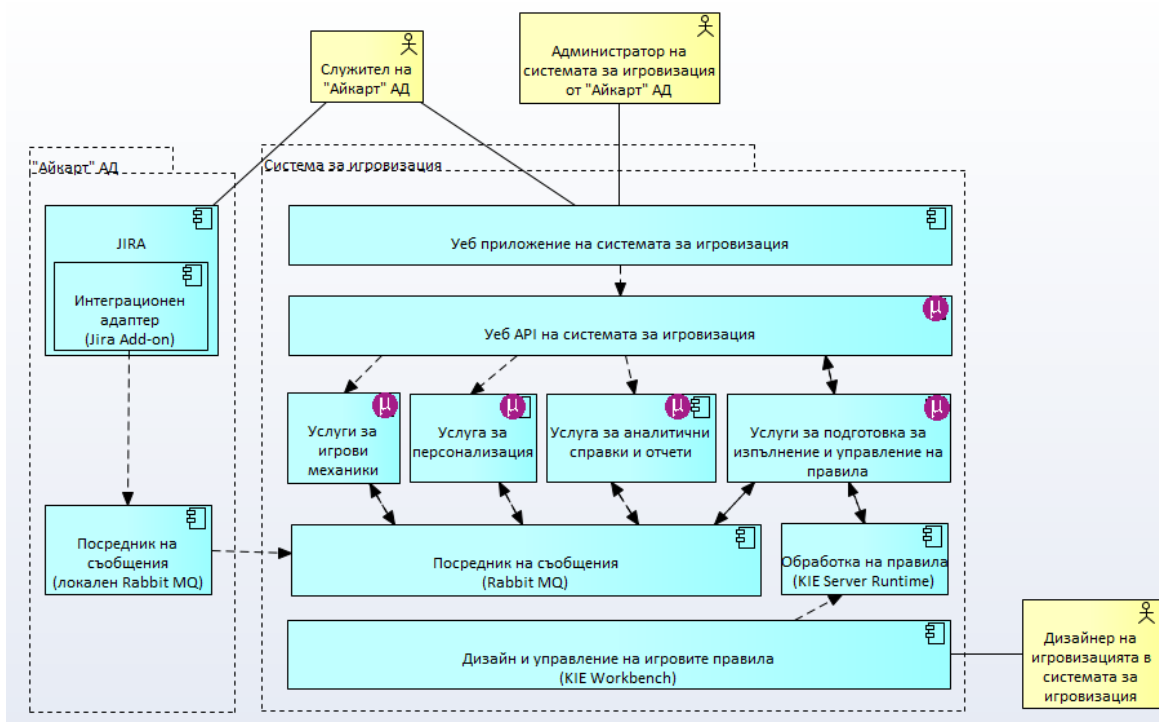 Служител на
"Айкарт" АД
Администратор на
системата за игровизация
от "Айкарт" АД
"Айкарт" АД
Система за игровизация
JIRA
Интеграционен
адаптер
(Jira Add-on)
Уеб приложение на системата за игровизация
Уеб API на системата за игровизация
μ
Услуги за
игрови
механики
μ
Услуга за
персонализация
μ
Услуга за аналитични
справки и отчети
μ
Услуги за подготовка за
изпълнение и управление на
правила
μ
Посредник на
съобщения
(локален Rabbit MQ)
Посредник на съобщения
(Rabbit MQ)
Обработка на правила
(KIE Server Runtime)
Дизайн и управление на игровите правила
(KIE Workbench)
Дизайнер на
игровизацията в
системата за
игровизация